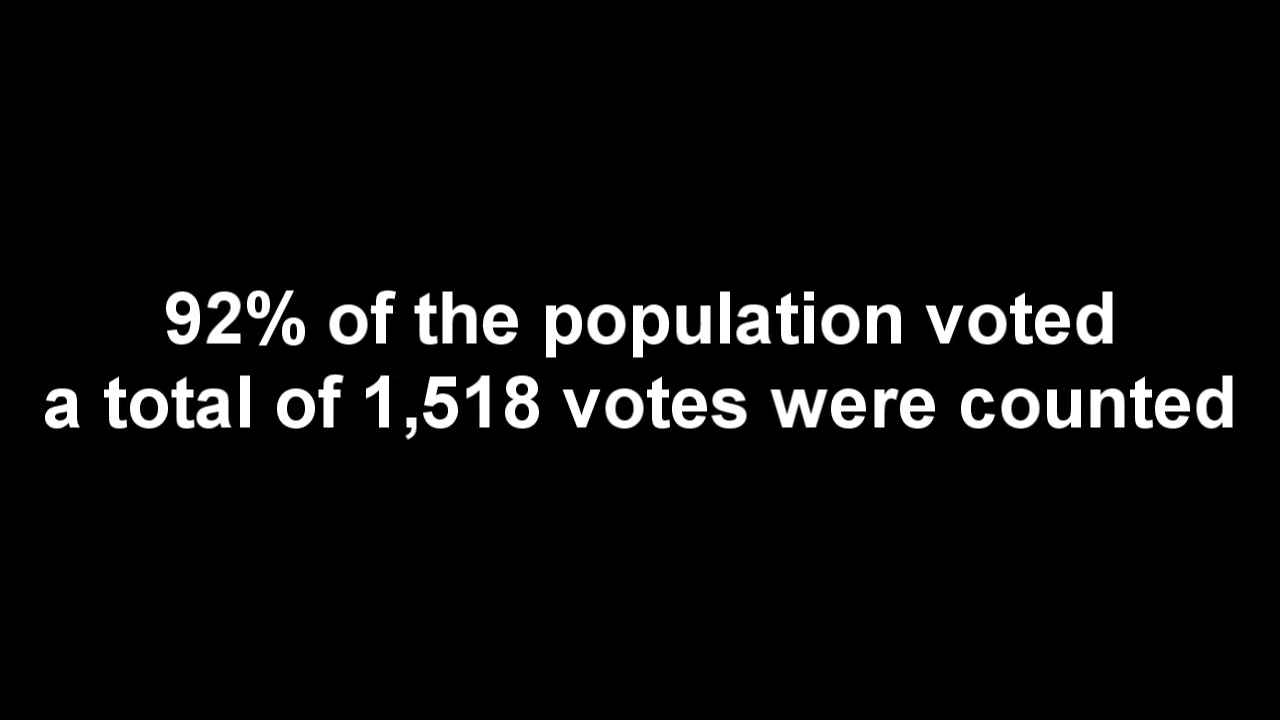 92% of the population voted
a total of 1,518 votes were counted